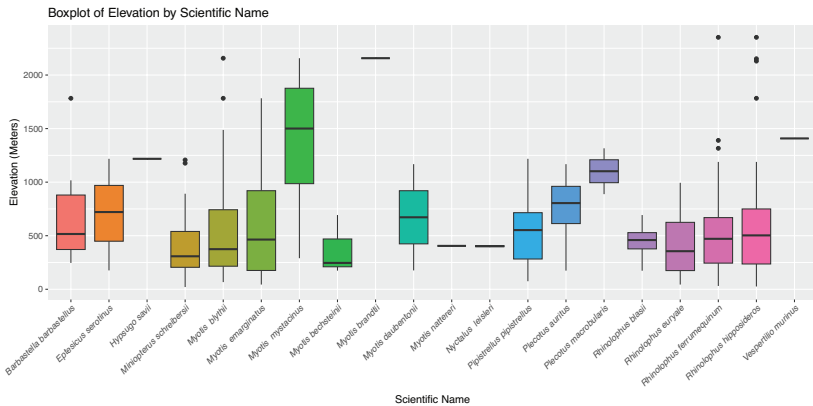 Boxplot of Elevation by Scientific Name
Elevation (Meters)
2000
1500
1000
500
0
Barbastella barbastellus
Eptesicus serotinus
Hypsugo savii
Miniopterus schreibersii
Myotis blythii
Myotis emarginatus
Myotis mystacinus
Myotis bechsteinii
Myotis brandtii
Myotis daubentonii
Myotis nattereri
Nyctalus leisleri
Pipistrellus pipistrellus
Plecotus auritus
Plecotus macrobularis
Rhinolophus blasii
Rhinolophus euryale
Rhinolophus ferrumequinum
Rhinolophus hipposideros
Vespertilio murinus
Scientific Name